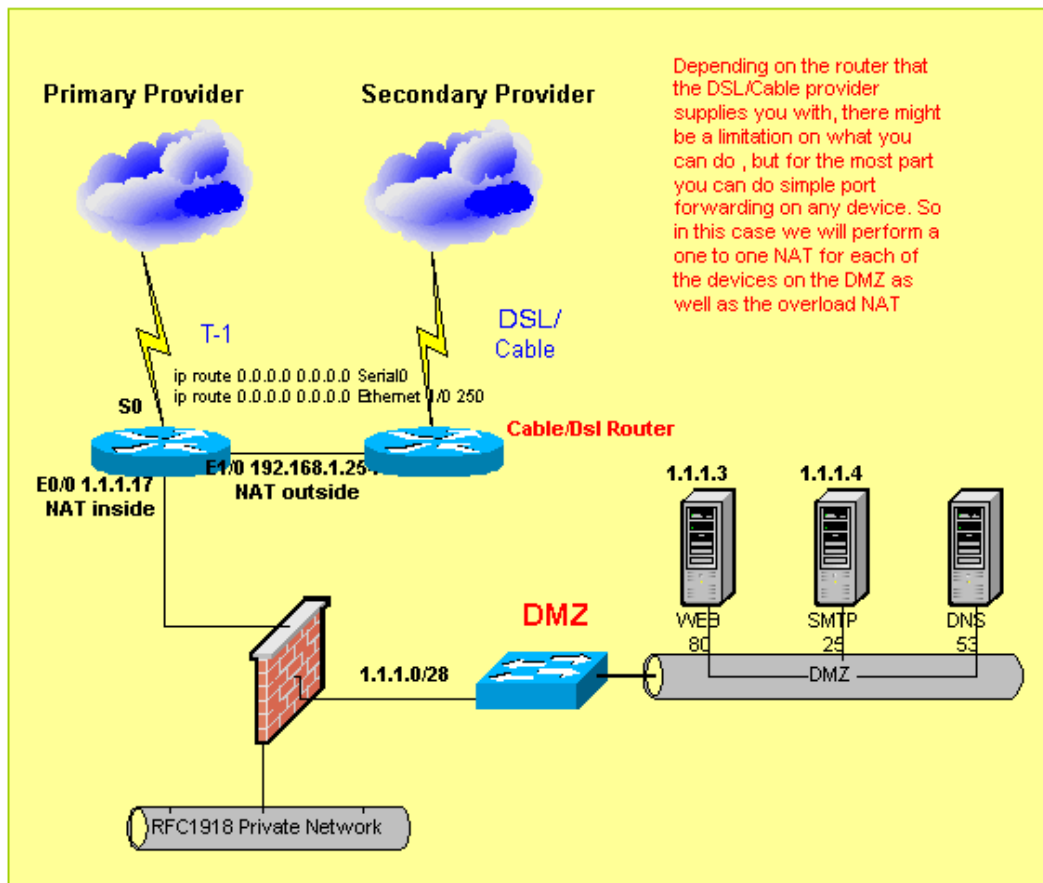 Primary Provider
Secondary Provider
Depending on the router that
the DSL/Cable provider
supplies you with, there might
be a limitation on what you
can do , but for the most part
you can do simple port
forwarding on any device. So
in this case we will perform a
one to one NAT for each of
the devices on the DMZ as
well as the overload NAT
T-1
DSL/
Cable
ip route 0.0.0.0 0.0.0.0 Serial0
ip route 0.0.0.0 0.0.0.0 Ethernet 1/0 250
S0
Cable/Dsl Router
E1/0 192.168.1.25
NAT outside
E0/0 1.1.1.17
NAT inside
1.1.1.3
1.1.1.4
WEB
80
SMTP
25
DNS
53
DMZ
DMZ
1.1.1.0/28
RFC1918 Private Network